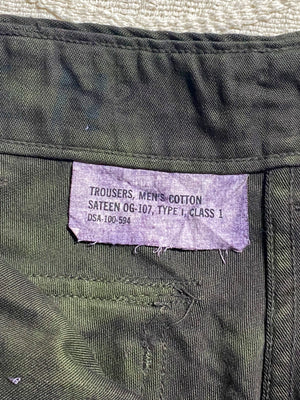 TROUSERS, MEN'S COTTON
SATEEN OG-107, TYPE I, CLASS 1
DSA-100-594